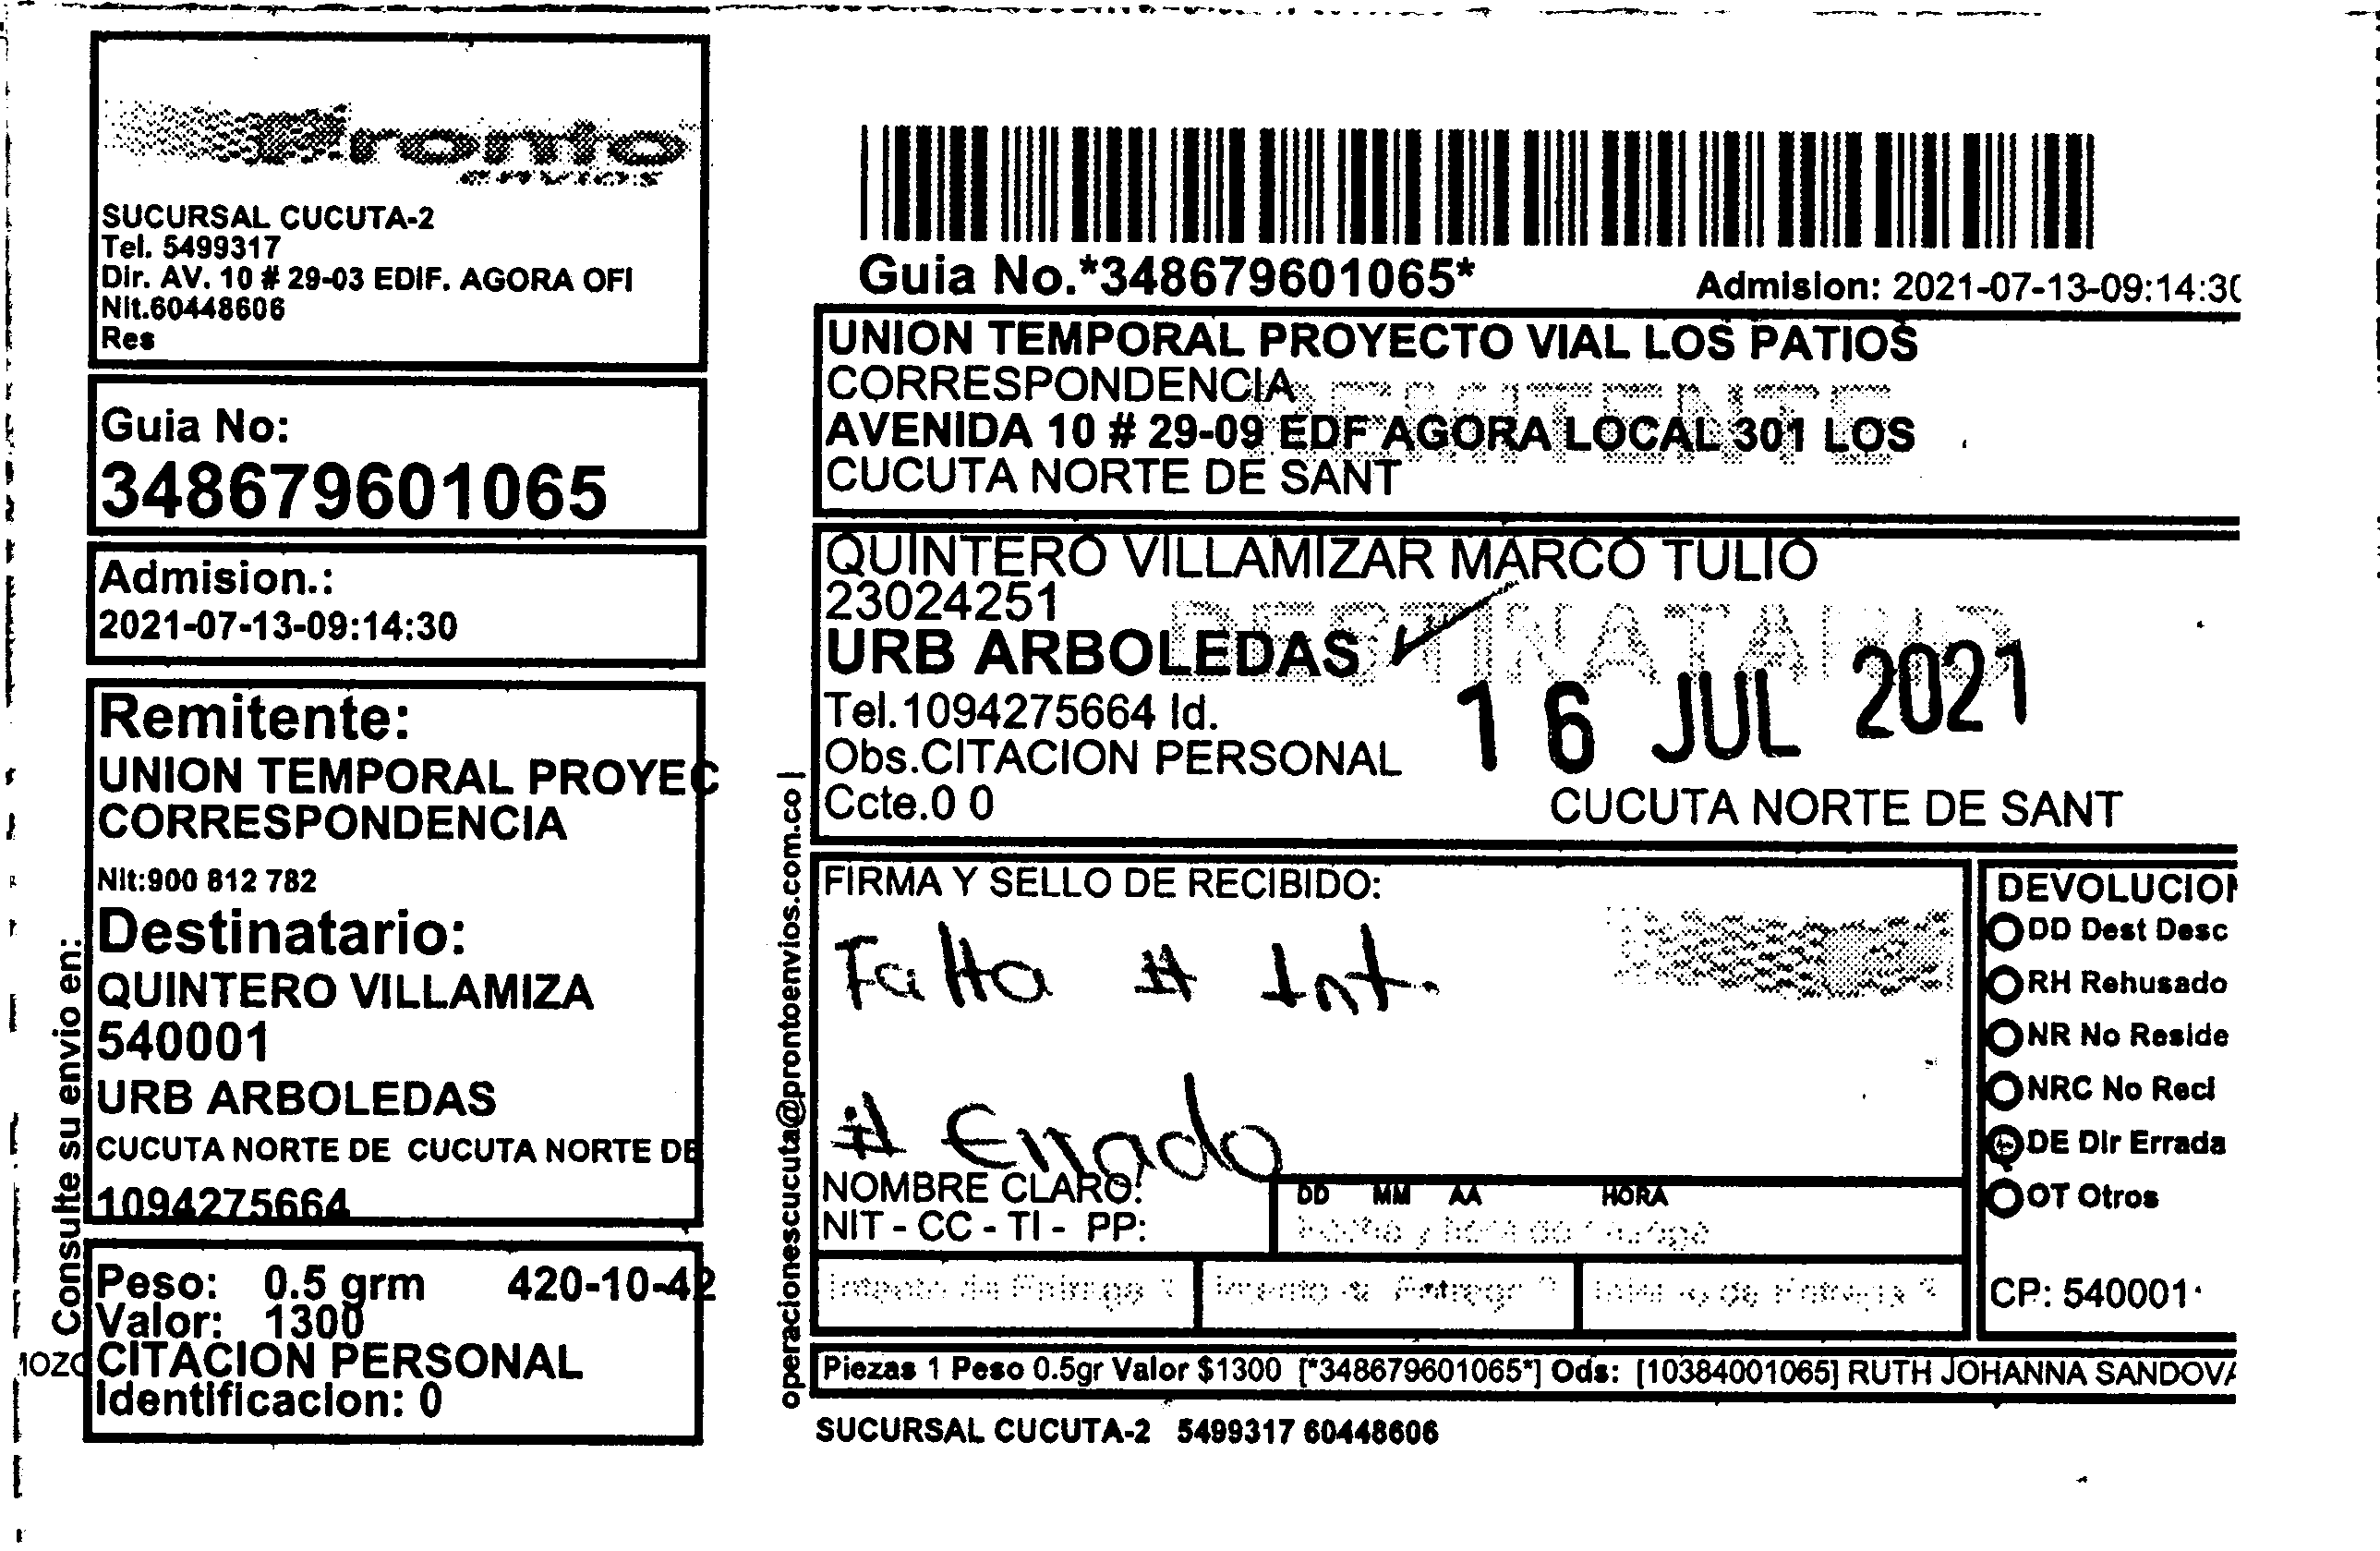 Pronto
envios
SUCURSAL CUCUTA-2
Tel. 5499317
Dir. AV. 10 # 29-03 EDIF. AGORA OFI
Nit.60448606
Res
Guia No:
348679601065
Admision.:
2021-07-13-09:14:30
Remitente:
UNION TEMPORAL PROYEC
CORRESPONDENCIA
Nit:900 812 782
Destinatario:
QUINTERO VILLAMIZA
540001
URB ARBOLEDAS
CUCUTA NORTE DE CUCUTA NORTE DE
1094275664
Peso: 0.5 grm 420-10-42
Valor: 1300
CITACION PERSONAL
Identificacion: 0
Consulte su envio en:
operacionescucuta@prontoenvios.com.co |
Guia No.*348679601065*
Admision: 2021-07-13-09:14:30
UNION TEMPORAL PROYECTO VIAL LOS PATIOS
CORRESPONDENCIA
REMITENTE
AVENIDA 10 # 29-09 EDF AGORA LOCAL 301 LOS
CUCUTA NORTE DE SANT
QUINTERO VILLAMIZAR MARCO TULIO
23024251
DESTINATARIO
URB ARBOLEDAS
Tel.1094275664 Id.
16 JUL 2021
Obs.CITACION PERSONAL
Ccte.0 0
CUCUTA NORTE DE SANT
FIRMA Y SELLO DE RECIBIDO:
Falta # Int.
# Errado
NOMBRE CLARO:
NIT - CC - TI - PP:
DD MM AA HORA
DEVOLUCION
DD Dest Desc
RH Rehusado
NR No Reside
NRC No Recl
DE Dir Errada
OT Otros
CP: 540001
Piezas 1 Peso 0.5gr Valor $1300 [*348679601065*] Ods: [10384001065] RUTH JOHANNA SANDOVA
SUCURSAL CUCUTA-2 5499317 60448606